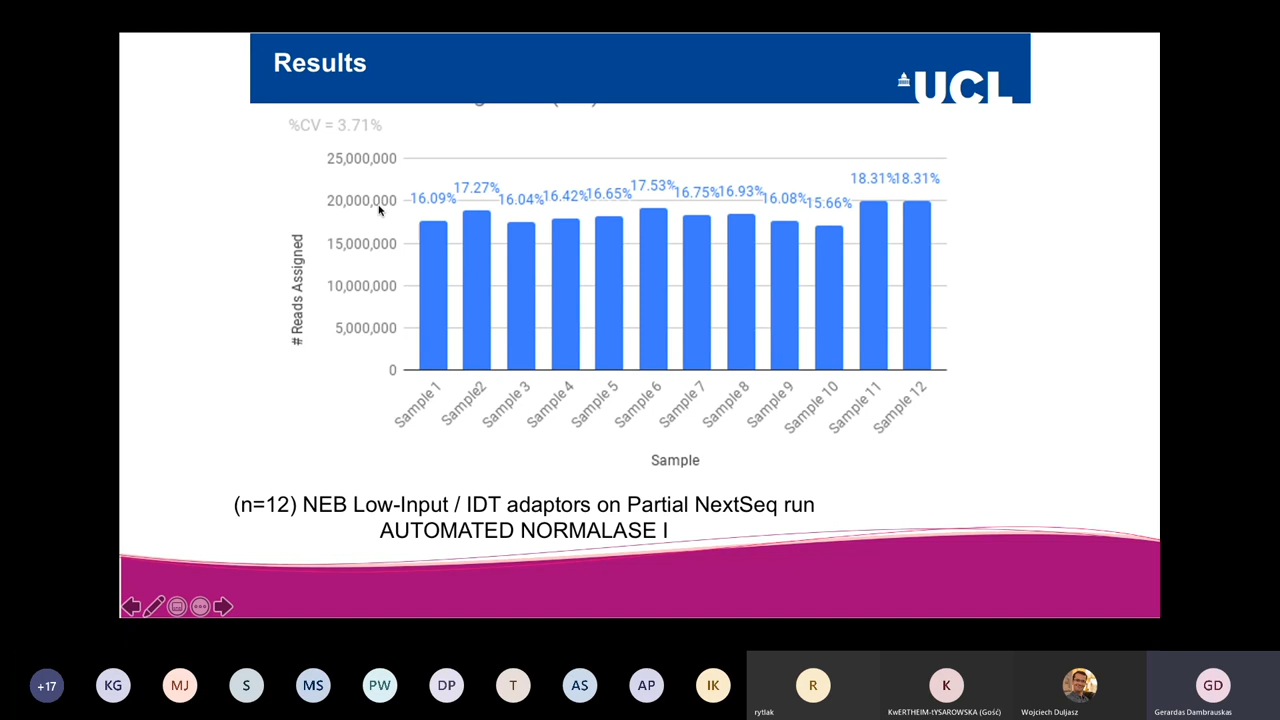 Results
UCL
%CV = 3.71%
25,000,000
20,000,000
15,000,000
10,000,000
5,000,000
0
# Reads Assigned
16.09%
17.27%
16.04%
16.42%
16.65%
17.53%
16.75%
16.93%
16.08%
15.66%
18.31%
18.31%
Sample 1
Sample2
Sample 3
Sample 4
Sample 5
Sample 6
Sample 7
Sample 8
Sample 9
Sample 10
Sample 11
Sample 12
Sample
(n=12) NEB Low-Input / IDT adaptors on Partial NextSeq run
AUTOMATED NORMALASE I
+17
KG
MJ
S
MS
PW
DP
T
AS
AP
IK
R
K
GD
rytlak
KwERTHEIM-tYSAROWSKA (Gość)
Wojciech Duljasz
Gerardas Dambrauskas